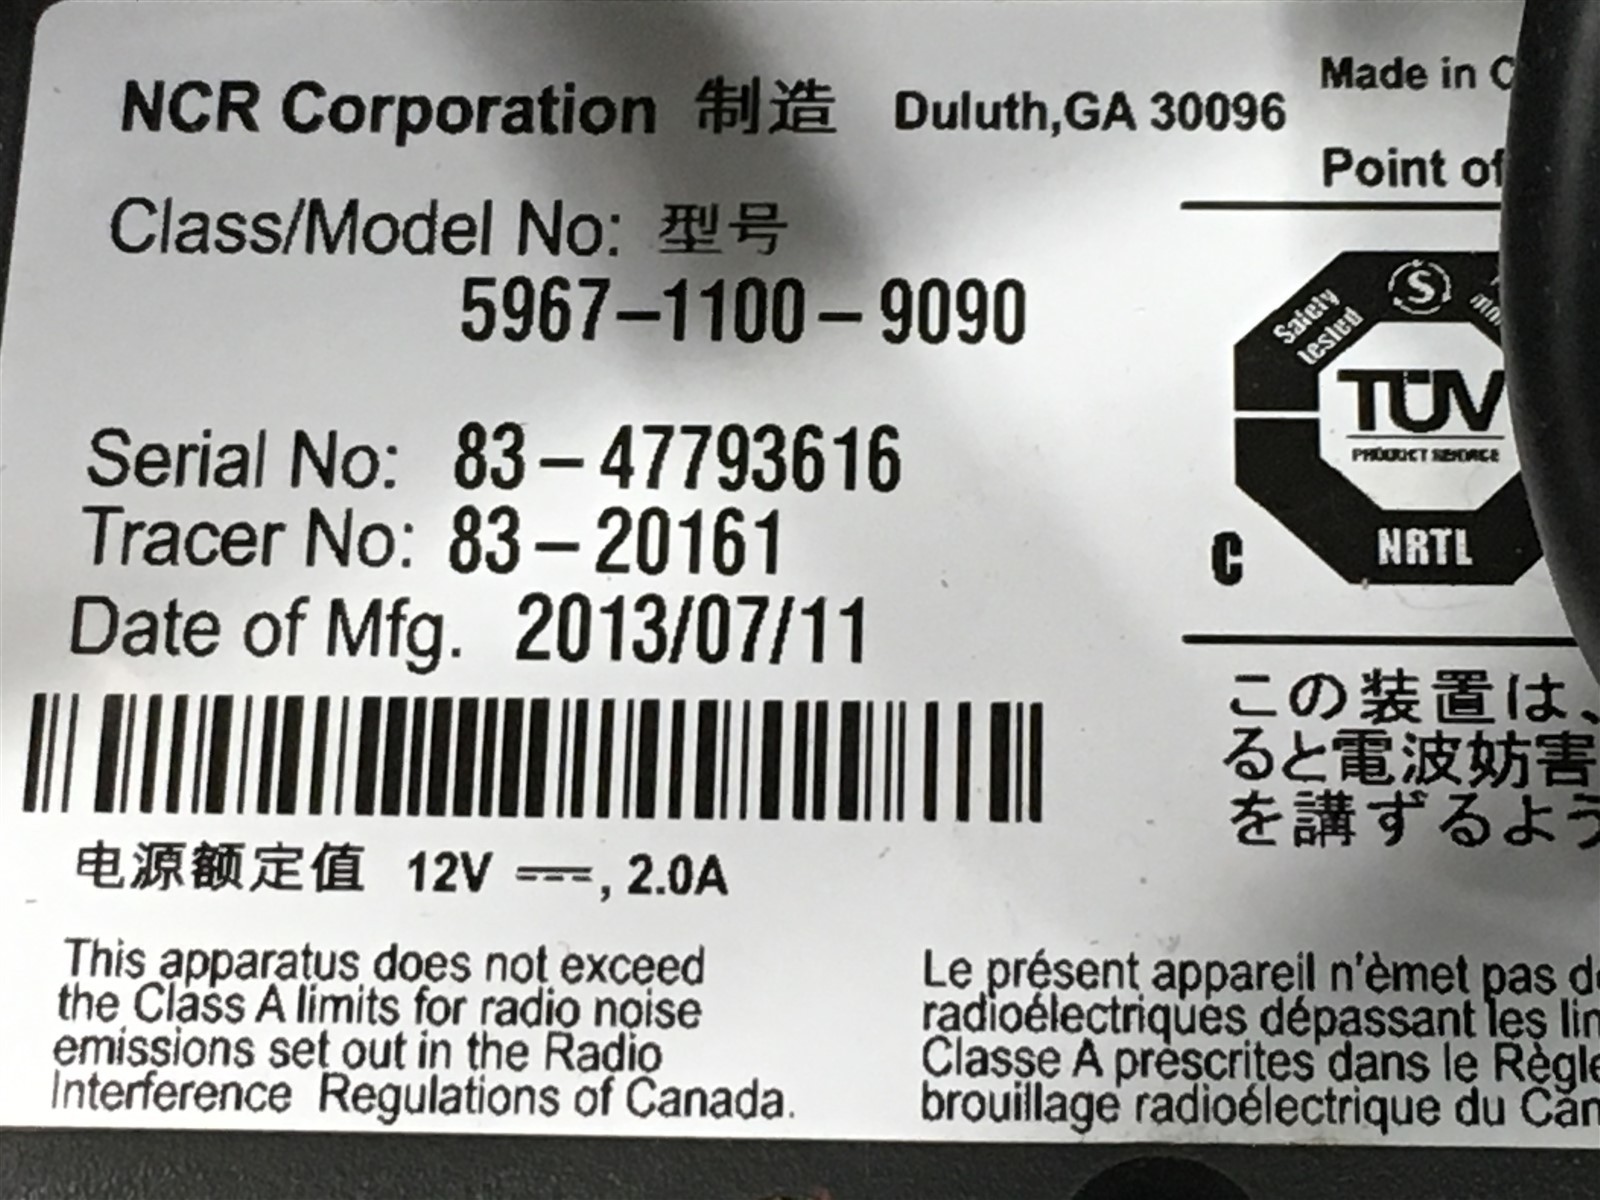 NCR Corporation 制造 Duluth,GA 30096
Made in C
Point of
Class/Model No: 型号
5967-1100-9090
Serial No: 83-47793616
Tracer No: 83-20161
Date of Mfg. 2013/07/11
电源额定值 12V ⎓, 2.0A
This apparatus does not exceed
the Class A limits for radio noise
emissions set out in the Radio
Interference Regulations of Canada.
Safety
tested
S
TÜV
PRODUCT SERVICE
NRTL
C
この装置は、
ると電波妨害
を講ずるよう
Le présent appareil n'èmet pas d
radioélectriques dépassant les lim
Classe A prescrites dans le Règle
brouillage radioélectrique du Can